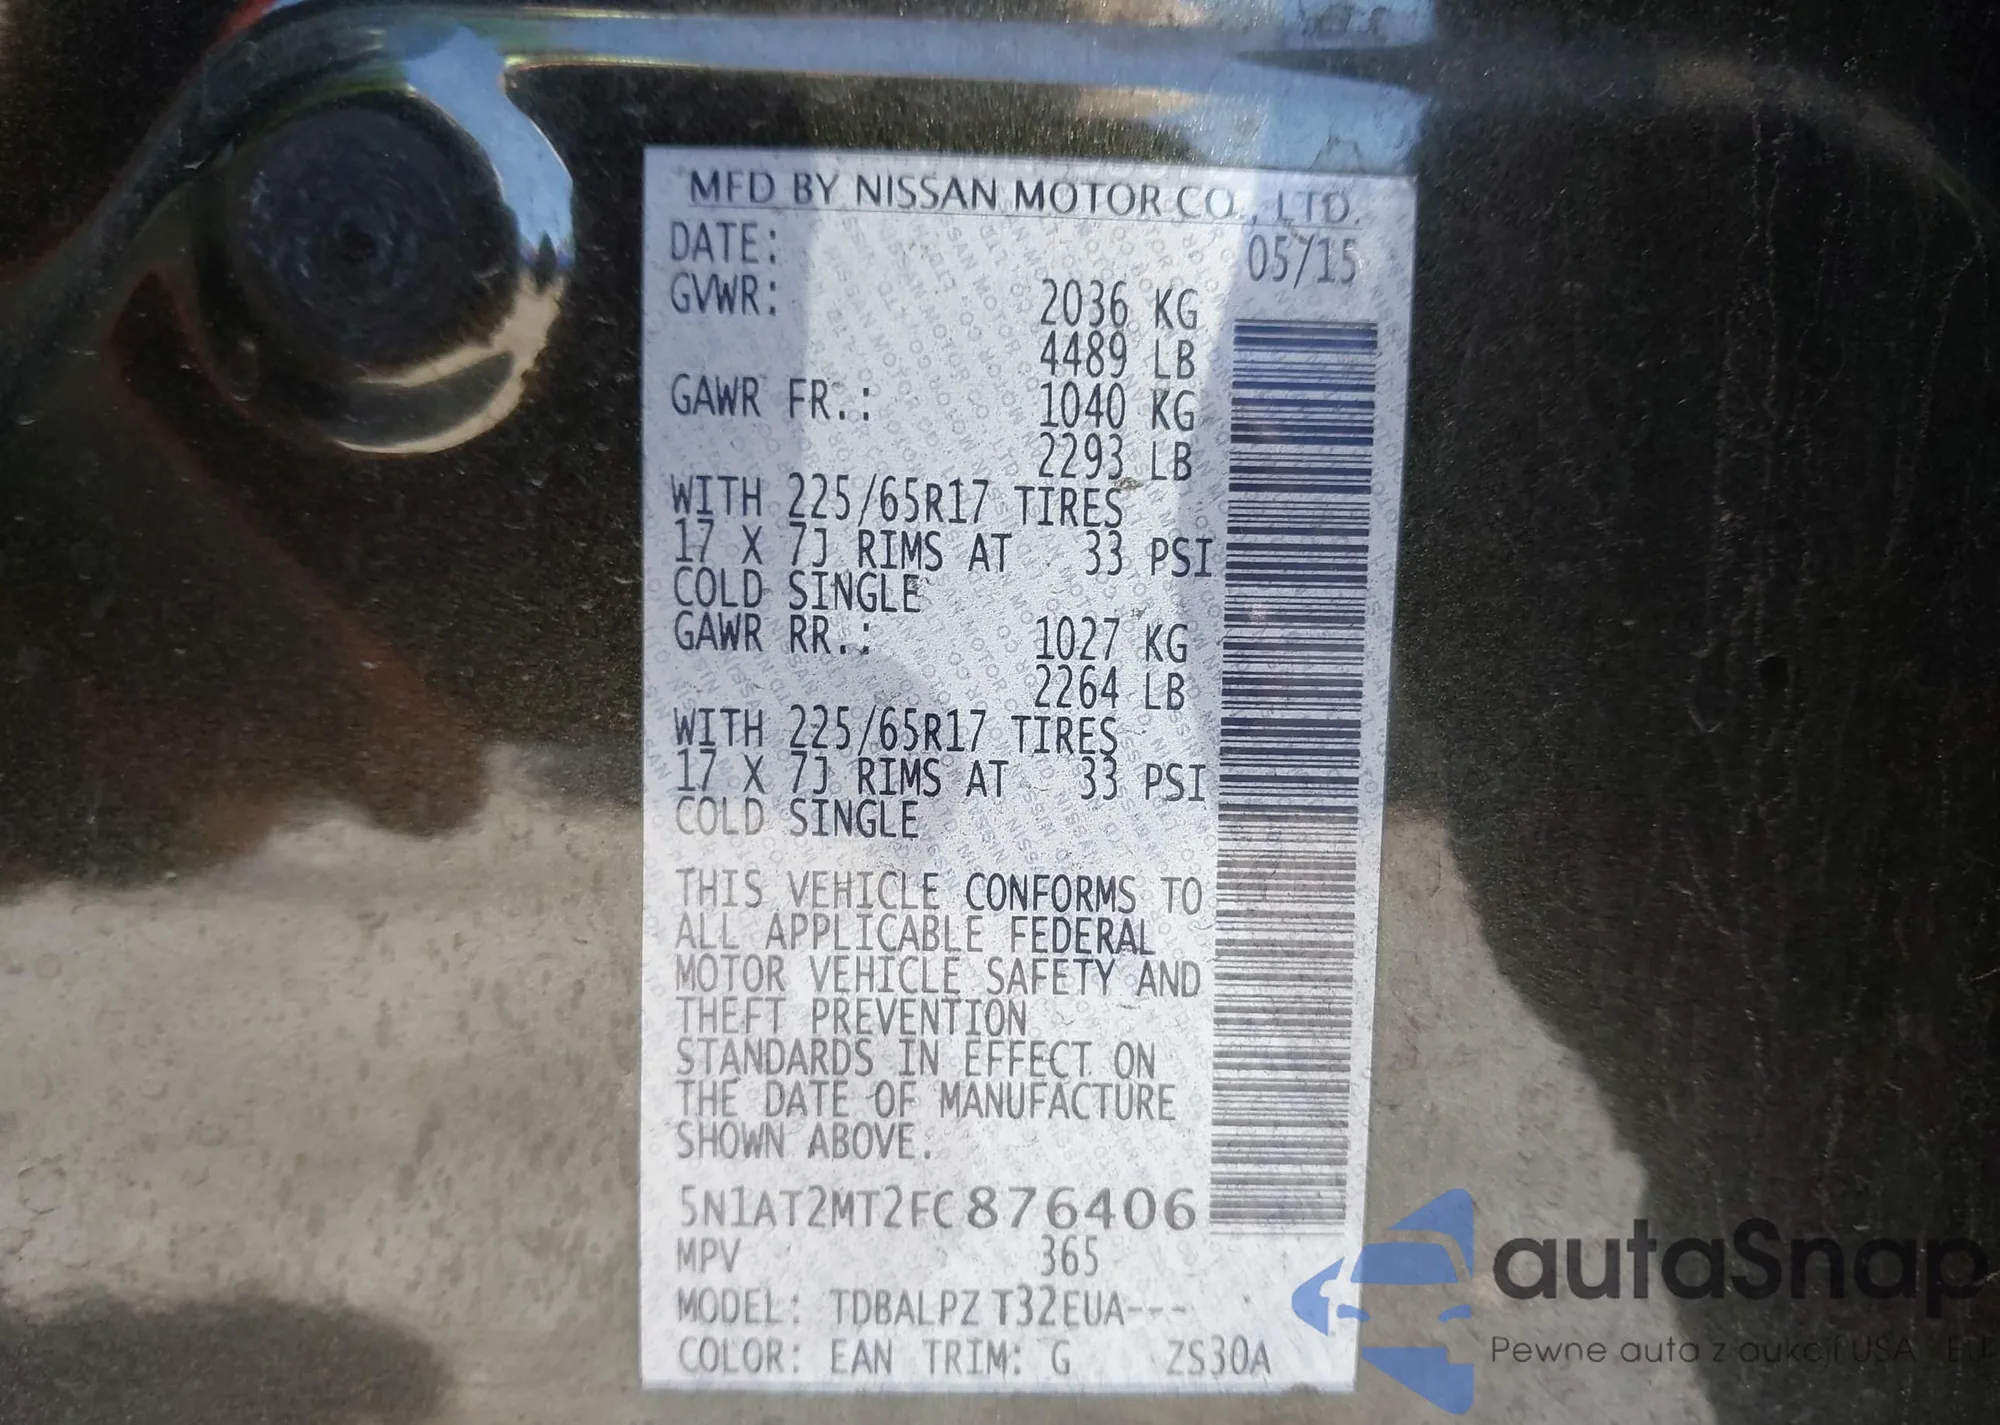 MFD BY NISSAN MOTOR CO., LTD.
DATE: 05/15
GVWR: 2036 KG
4489 LB
GAWR FR.: 1040 KG
2293 LB
WITH 225/65R17 TIRES
17 X 7J RIMS AT 33 PSI
COLD SINGLE
GAWR RR.: 1027 KG
2264 LB
WITH 225/65R17 TIRES
17 X 7J RIMS AT 33 PSI
COLD SINGLE
THIS VEHICLE CONFORMS TO
ALL APPLICABLE FEDERAL
MOTOR VEHICLE SAFETY AND
THEFT PREVENTION
STANDARDS IN EFFECT ON
THE DATE OF MANUFACTURE
SHOWN ABOVE.
5N1AT2MT2FC876406
MPV 365
MODEL: TDBALPZ T32EUA---
COLOR: EAN TRIM: G ZS30A
autaSnap
Pewne auta z aukcji USA EU